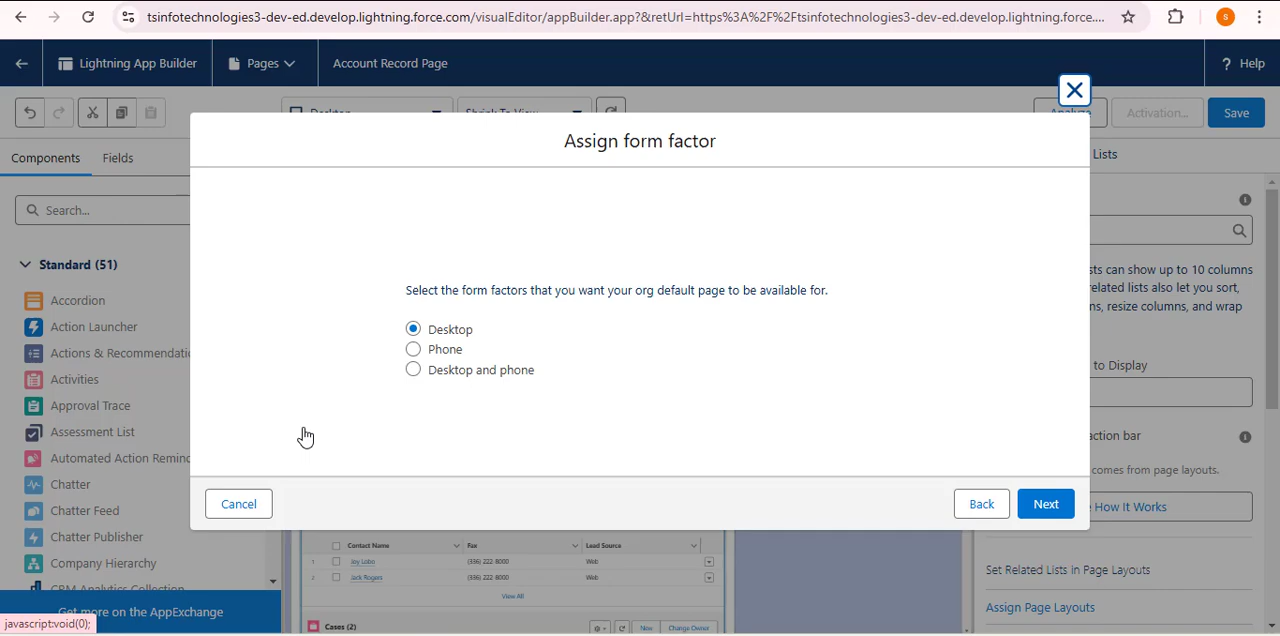 tsinfotechnologies3-dev-ed.develop.lightning.force.com/visualEditor/appBuilder.app?&retUrl=https%3A%2F%2Ftsinfotechnologies3-dev-ed.develop.lightning.force....
S
Lightning App Builder
Pages
Account Record Page
? Help
Desktop
Shrink To View
Analyze
Activation...
Save
Assign form factor
Components
Fields
Lists
Search...
Standard (51)
Accordion
Action Launcher
Actions & Recommendatio
Activities
Approval Trace
Assessment List
Automated Action Remino
Chatter
Chatter Feed
Chatter Publisher
Company Hierarchy
CRM Analytics Collection
Get more on the AppExchange
javascript:void(0);
Select the form factors that you want your org default page to be available for.
Desktop
Phone
Desktop and phone
Cancel
Back
Next
sts can show up to 10 columns
related lists also let you sort,
ns, resize columns, and wrap
to Display
action bar
comes from page layouts.
How It Works
Set Related Lists in Page Layouts
Assign Page Layouts
Contact Name
Fax
Lead Source
1 Joy Lobo (336) 222-8000 Web
2 Jack Rogers (336) 222-8000 Web
View All
Cases (2)
New
Change Owner